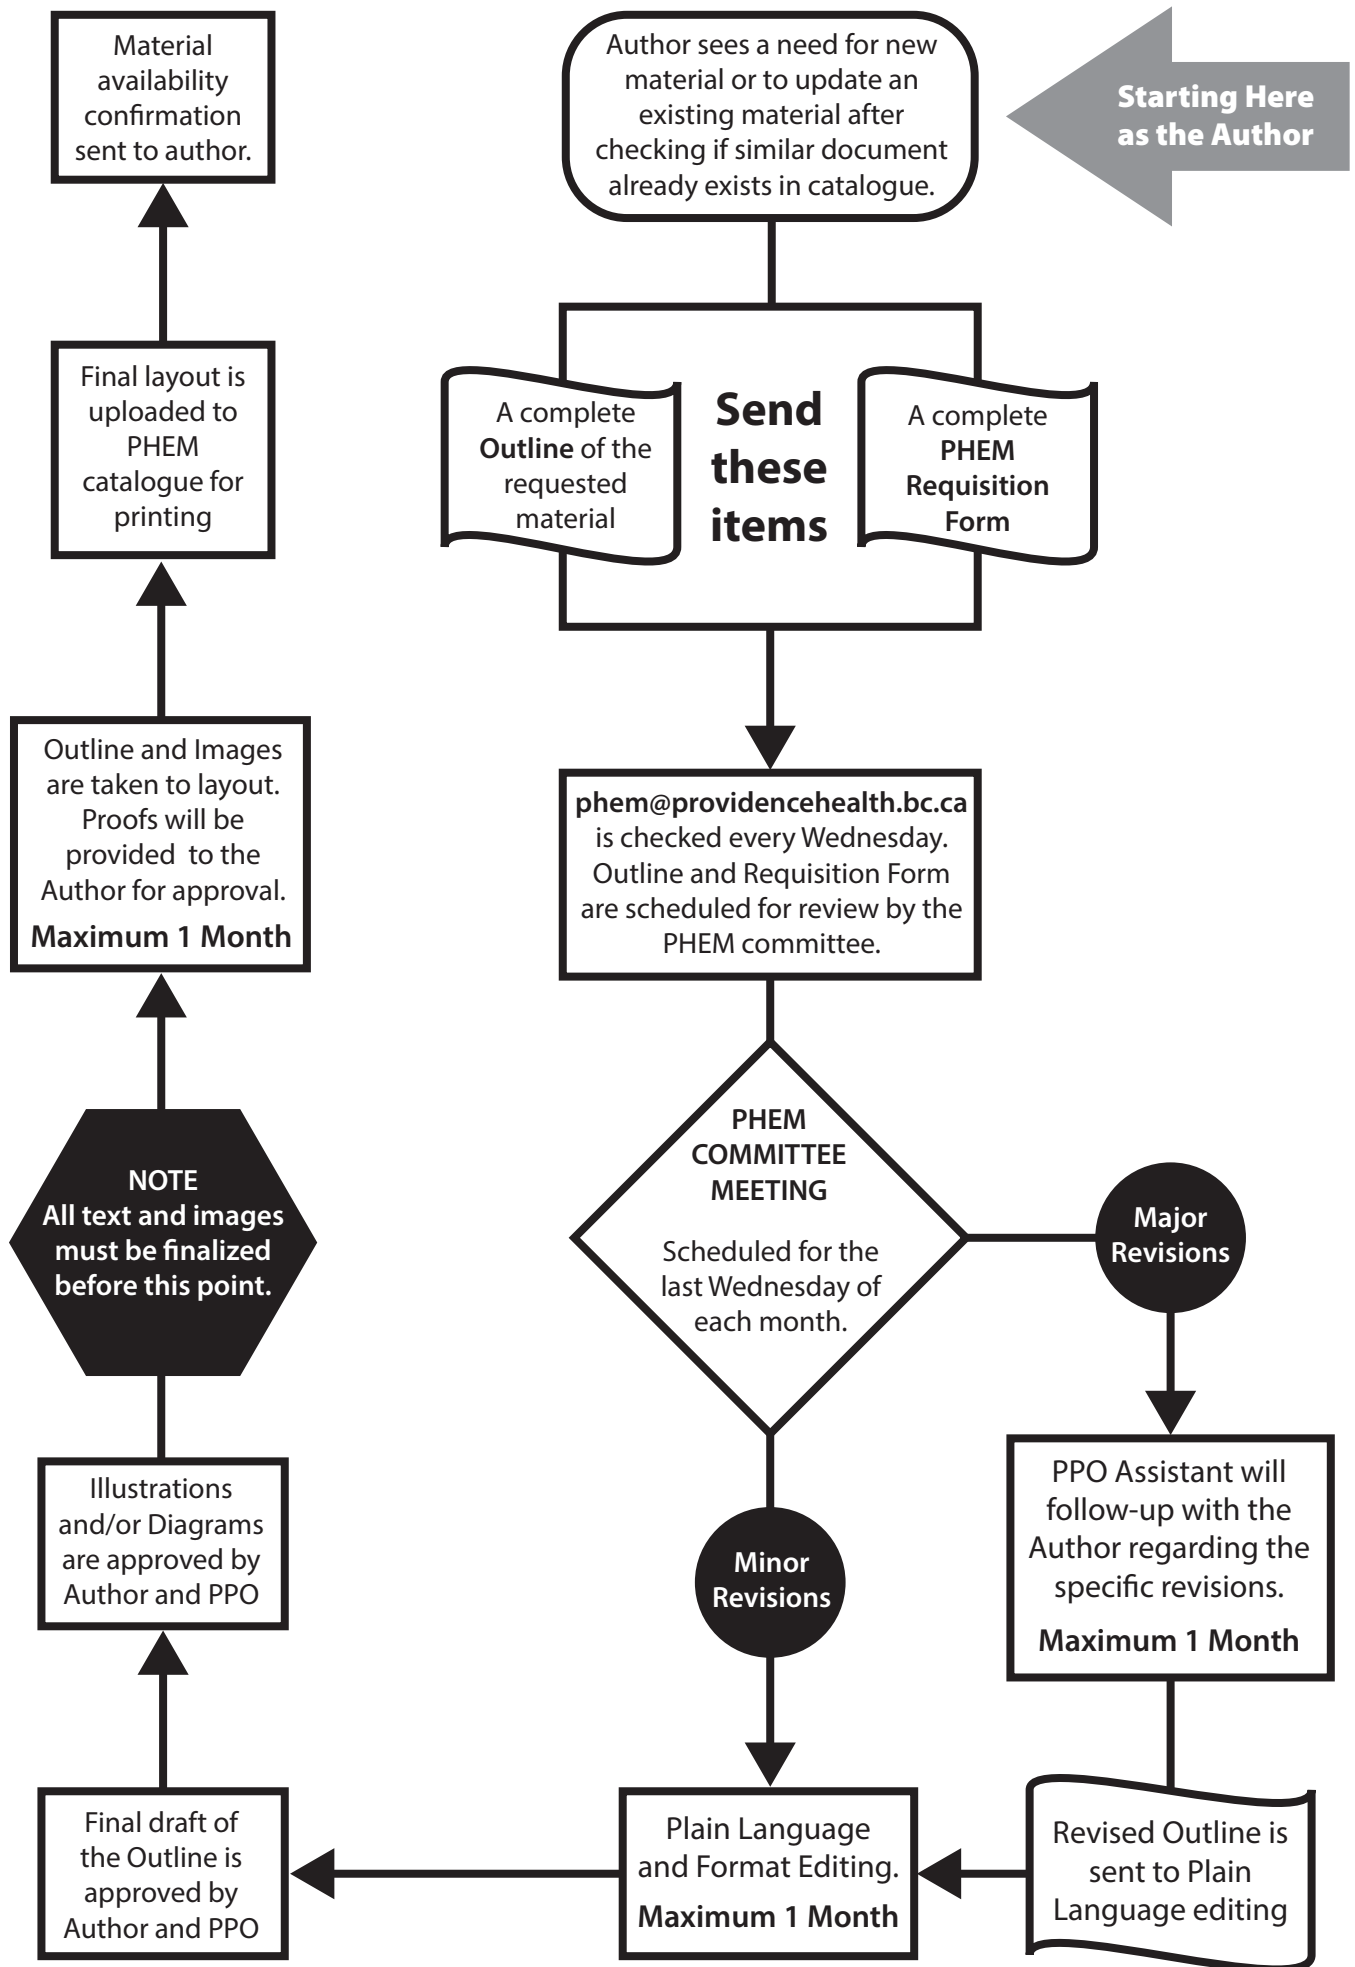 Starting Here
as the Author
Author sees a need for new
material or to update an
existing material after
checking if similar document
already exists in catalogue.
Send
these
items
A complete
Outline of the
requested
material
A complete
PHEM
Requisition
Form
phem@providencehealth.bc.ca
is checked every Wednesday.
Outline and Requisition Form
are scheduled for review by the
PHEM committee.
PHEM
COMMITTEE
MEETING
Scheduled for the
last Wednesday of
each month.
Major
Revisions
PPO Assistant will
follow-up with the
Author regarding the
specific revisions.
Maximum 1 Month
Revised Outline is
sent to Plain
Language editing
Minor
Revisions
Plain Language
and Format Editing.
Maximum 1 Month
Final draft of
the Outline is
approved by
Author and PPO
Illustrations
and/or Diagrams
are approved by
Author and PPO
NOTE
All text and images
must be finalized
before this point.
Outline and Images
are taken to layout.
Proofs will be
provided to the
Author for approval.
Maximum 1 Month
Final layout is
uploaded to
PHEM
catalogue for
printing
Material
availability
confirmation
sent to author.